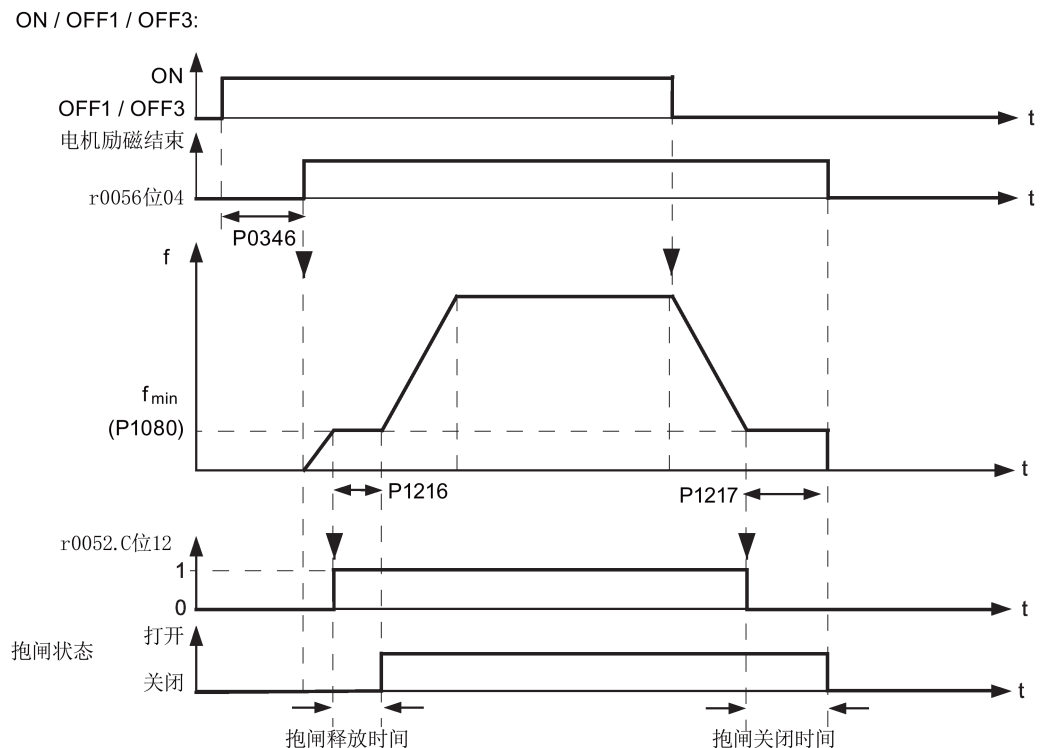 ON / OFF1 / OFF3:
ON
OFF1 / OFF3
t
电机励磁结束
r0056位04
t
P0346
f
fmin
(P1080)
t
P1216
P1217
r0052.C位12
1
0
t
抱闸状态
打开
关闭
t
抱闸释放时间
抱闸关闭时间